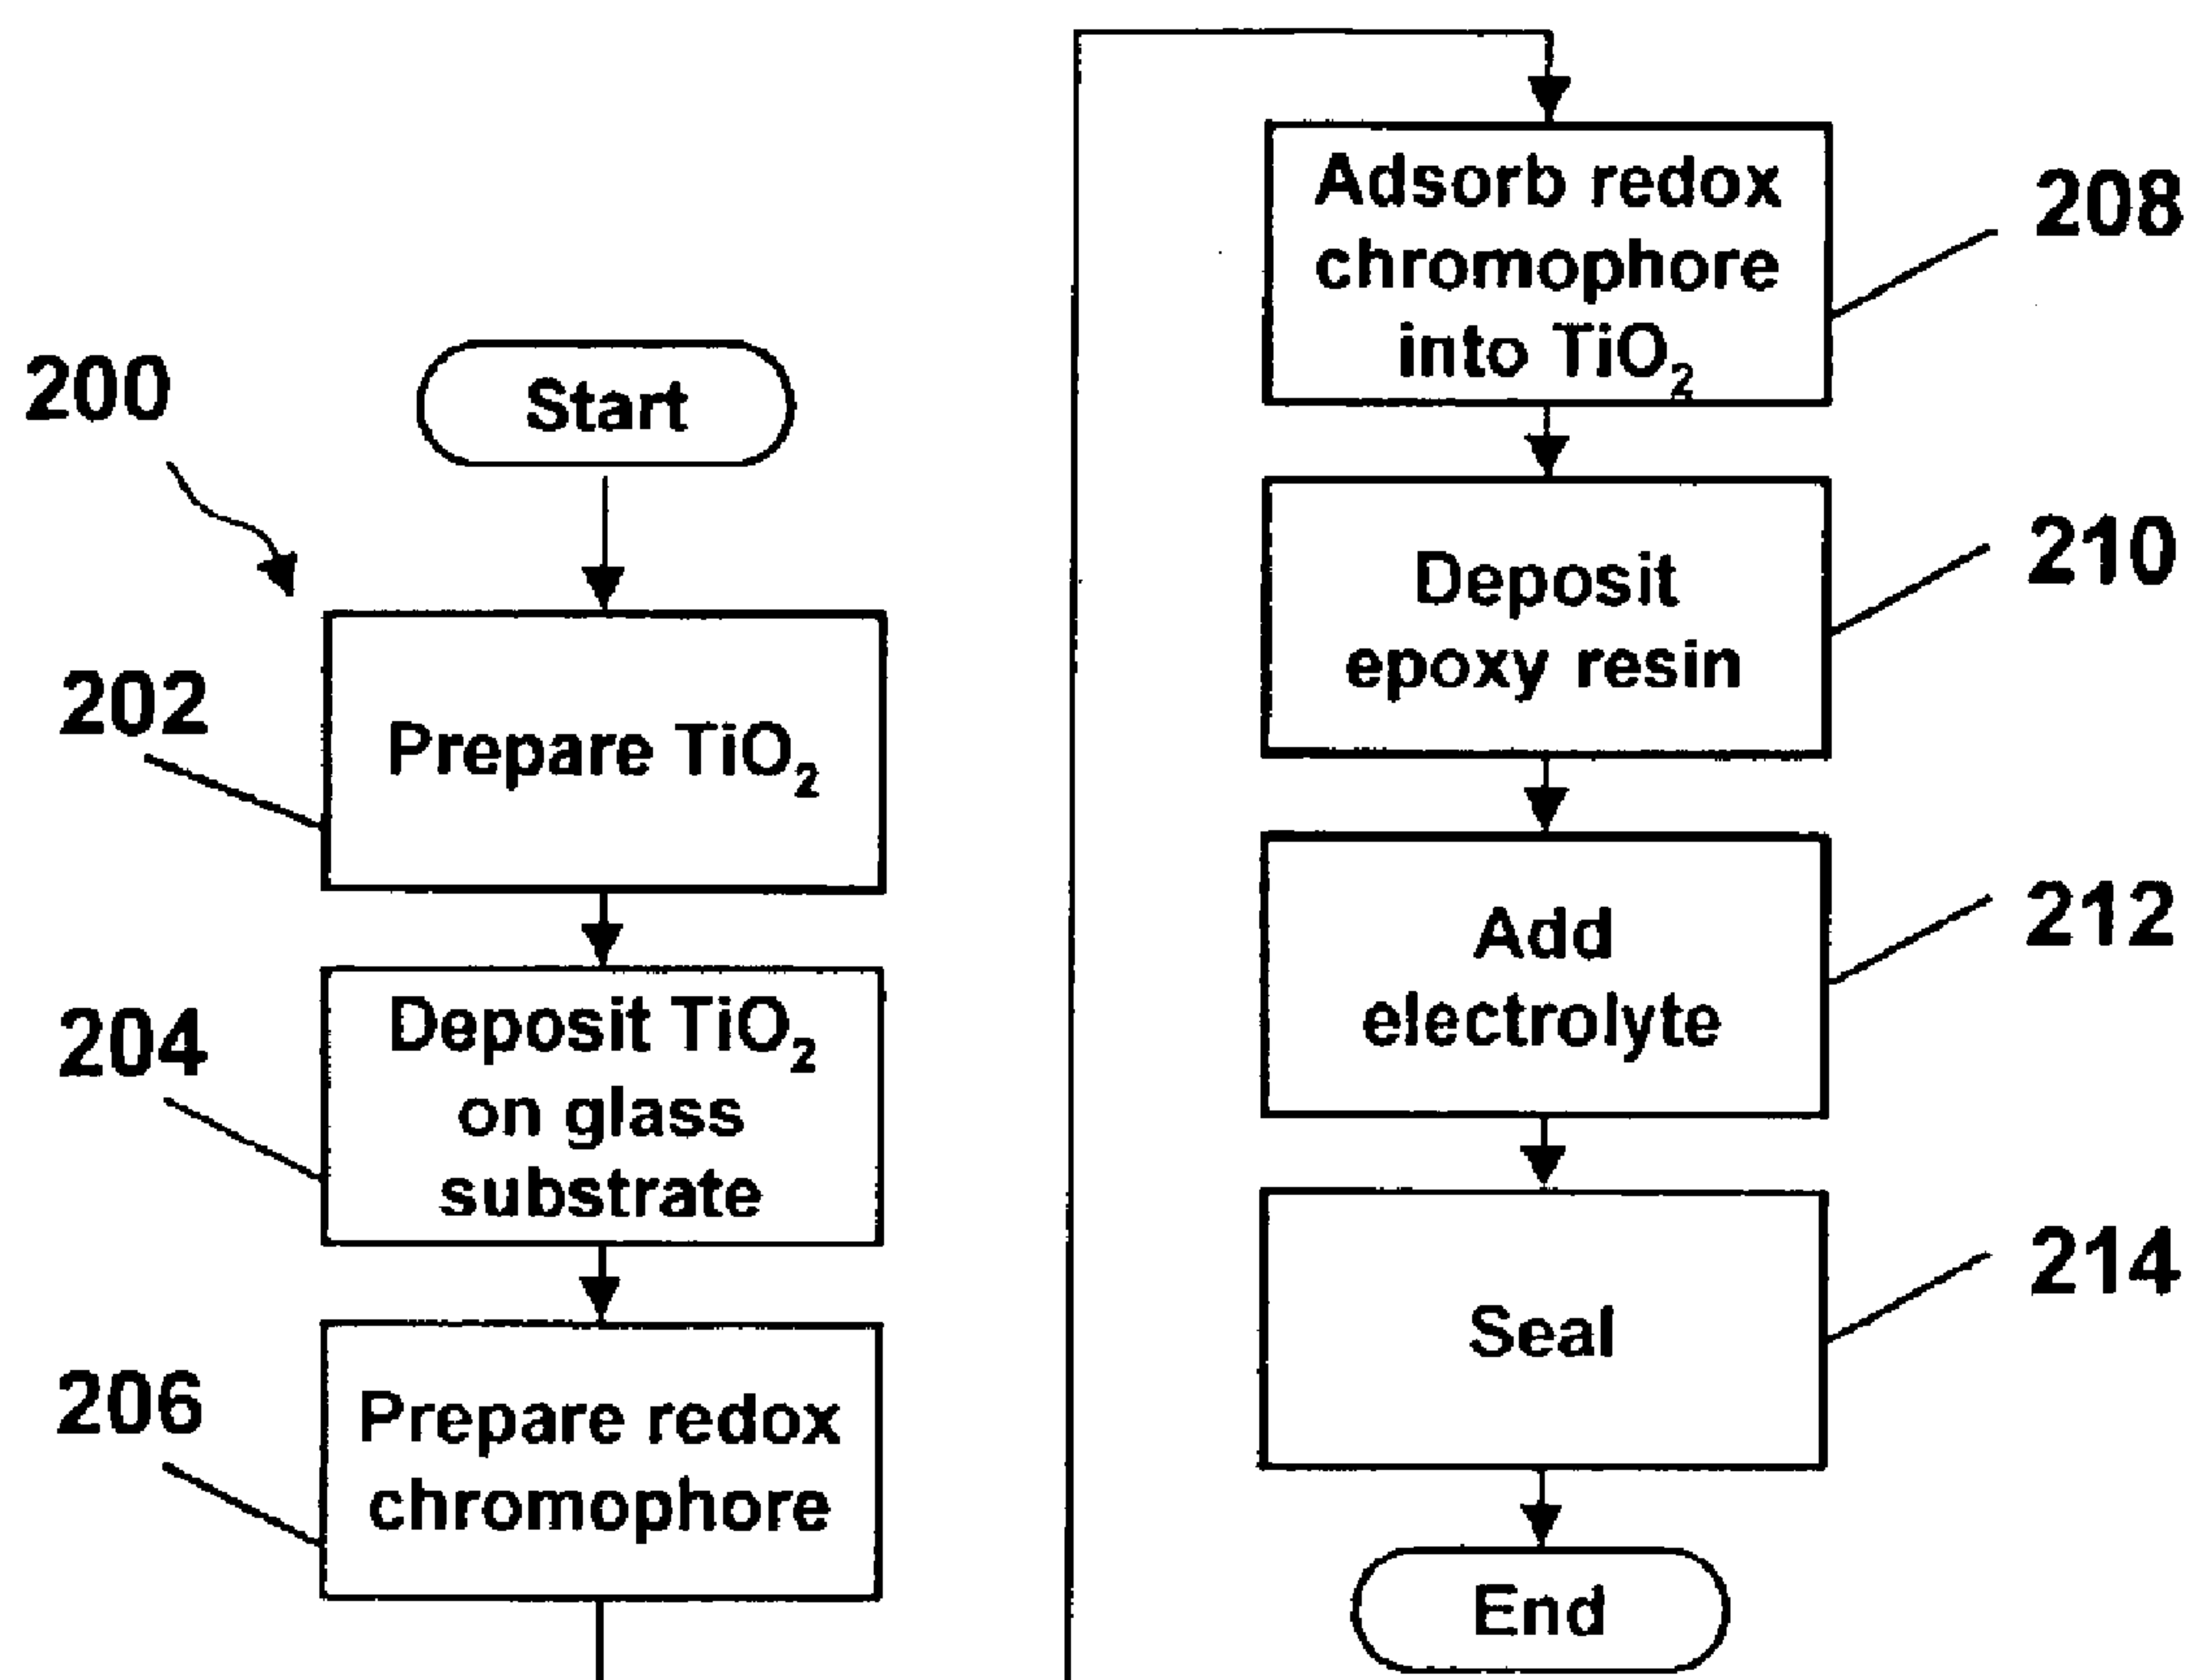 200
Start
202
Prepare TiO₂
204
Deposit TiO₂
on glass
substrate
206
Prepare redox
chromophore
Adsorb redox
chromophore
into TiO₂
208
Deposit
epoxy resin
210
Add
electrolyte
212
Seal
214
End